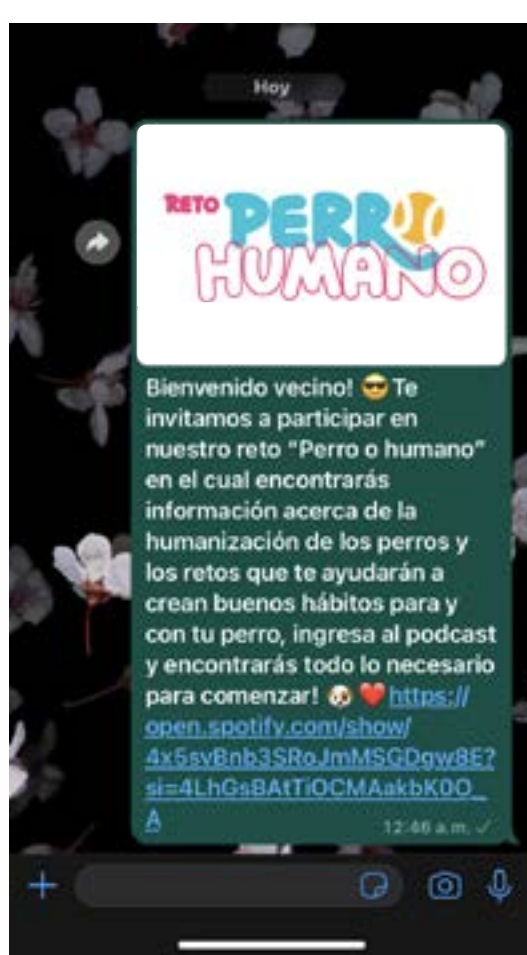 Hoy
RETO PERRO
HUMANO
Bienvenido vecino! 😎 Te
invitamos a participar en
nuestro reto "Perro o humano"
en el cual encontrarás
información acerca de la
humanización de los perros y
los retos que te ayudarán a
crean buenos hábitos para y
con tu perro, ingresa al podcast
y encontrarás todo lo necesario
para comenzar! 🐶 ❤️ https://
open.spotify.com/show/
4x5svBnb3SRoJmMSGDgw8E?
si=4LhGsBAtTiOCMAakbK0O_
A
12:46 a.m.